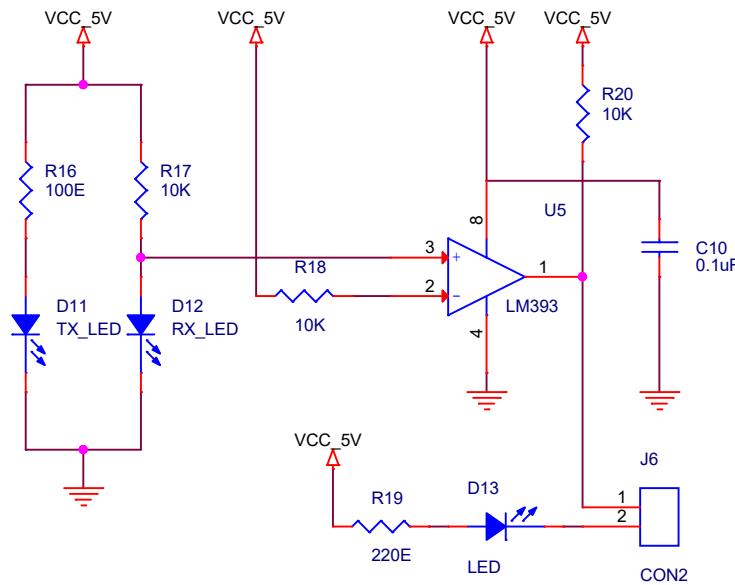 VCC_5V
VCC_5V
VCC_5V
VCC_5V
R16
100E
R17
10K
R20
10K
8
U5
3
+
R18
10K
2
-
1
LM393
4
C10
0.1uF
D11
TX_LED
D12
RX_LED
VCC_5V
R19
220E
D13
LED
J6
1
2
CON2